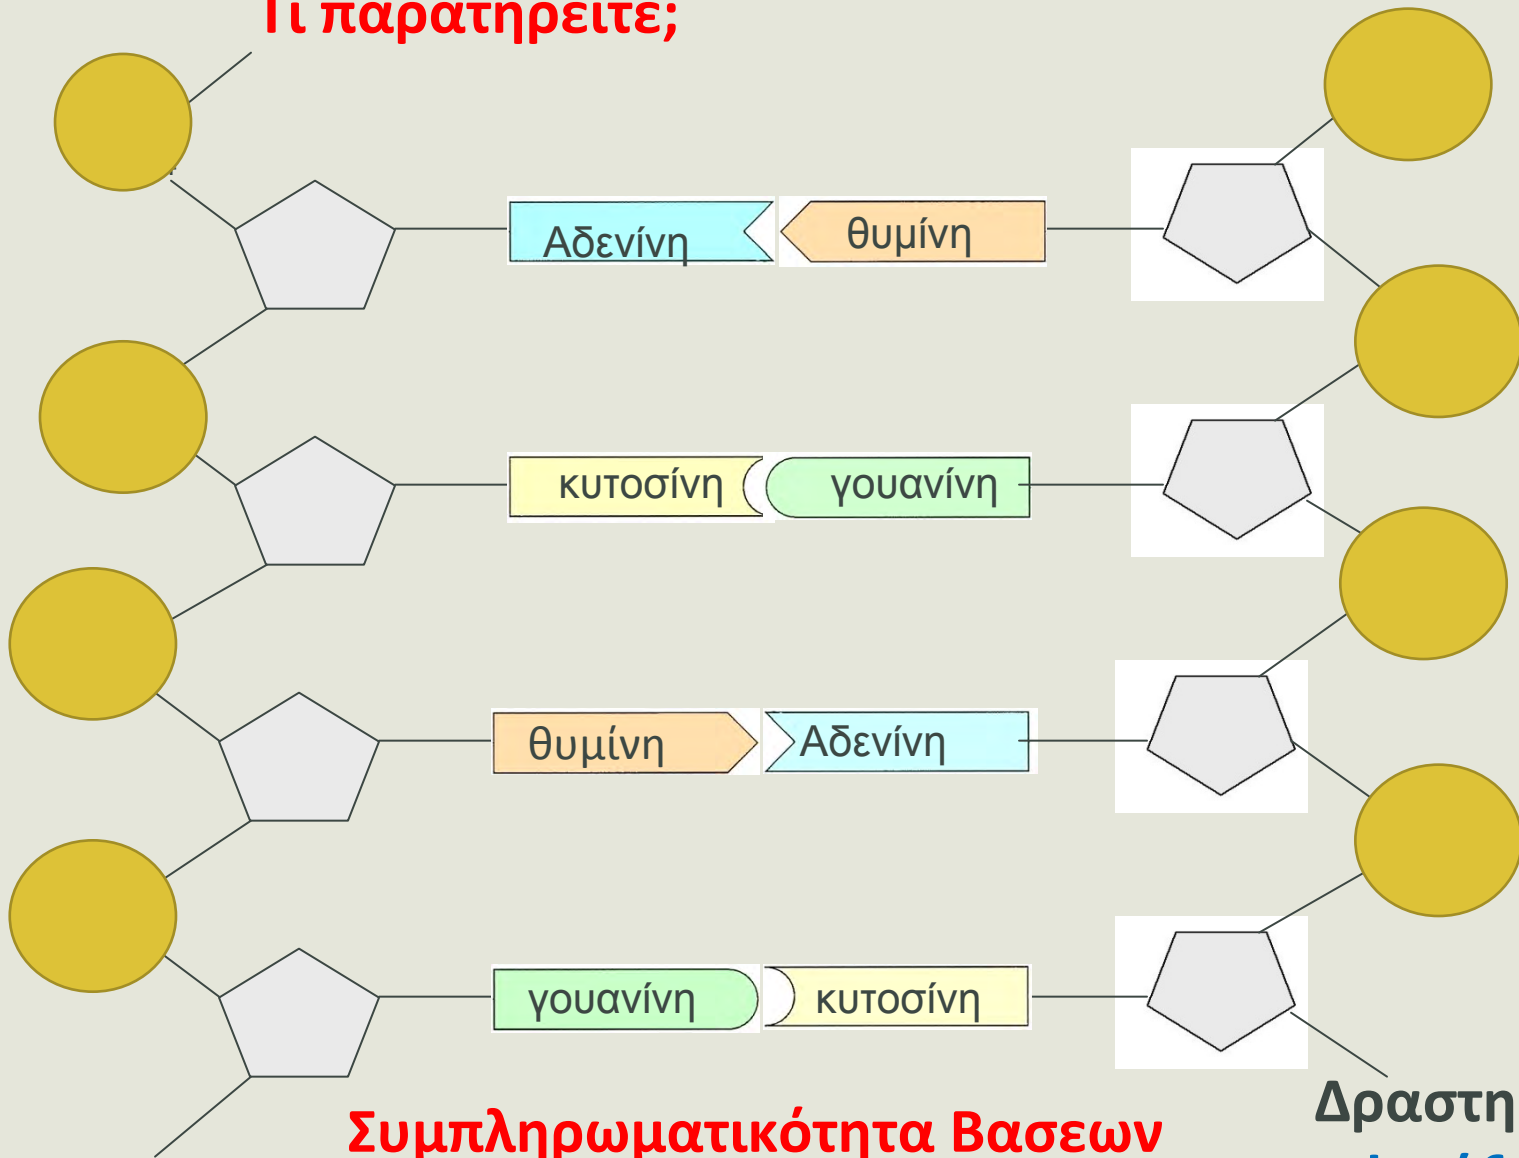 Τι παρατηρείτε;
Αδενίνη θυμίνη
κυτοσίνη γουανίνη
θυμίνη Αδενίνη
γουανίνη κυτοσίνη
Δραστη
Συμπληρωματικότητα Βασεων